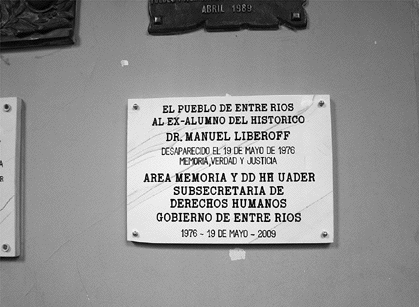 ABRIL 1989
EL PUEBLO DE ENTRE RIOS
AL EX-ALUMNO DEL HISTORICO
DR. MANUEL LIBEROFF
DESAPARECIDO EL 19 DE MAYO DE 1976
MEMORIA, VERDAD Y JUSTICIA
AREA MEMORIA Y DD HH UADER
SUBSECRETARIA DE
DERECHOS HUMANOS
GOBIERNO DE ENTRE RIOS
1976 - 19 DE MAYO - 2009